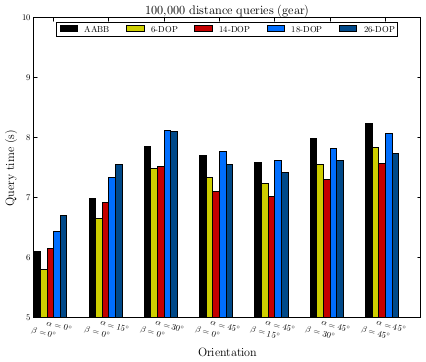 100,000 distance queries (gear)
AABB 6-DOP 14-DOP 18-DOP 26-DOP
Query time (s)
10
9
8
7
6
5
α = 0° α = 15° α = 30° α = 45° α = 45° α = 45° α = 45°
β = 0° β = 0° β = 0° β = 0° β = 15° β = 30° β = 45°
Orientation